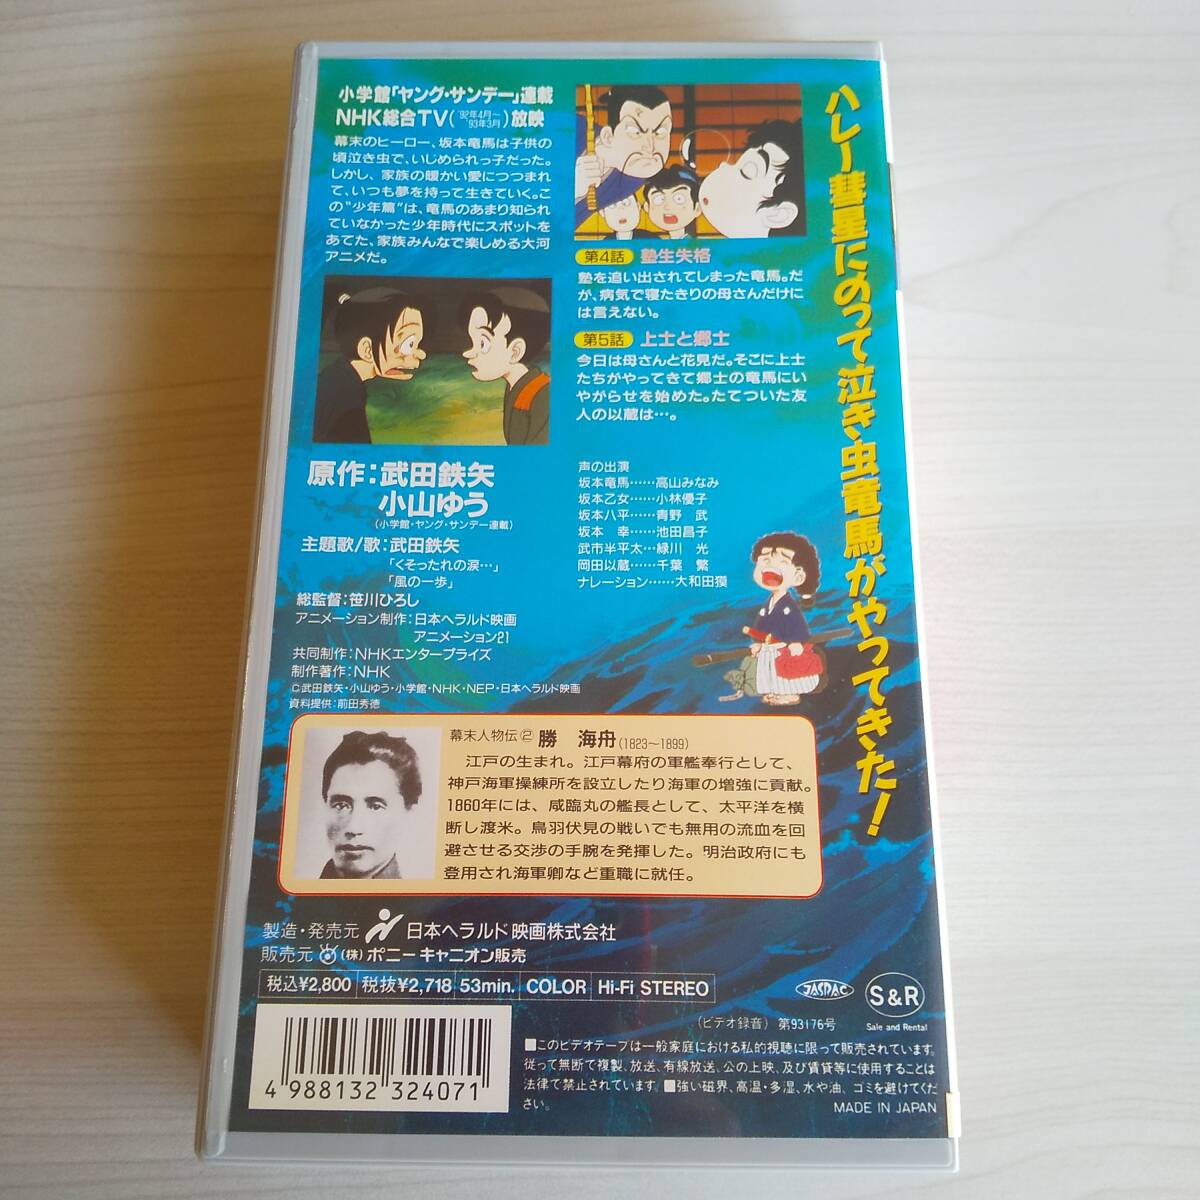 ハレー彗星にのって泣き虫竜馬がやってきた!
小学館「ヤング・サンデー」連載
NHK総合TV('92年4月〜'93年3月)放映
幕末のヒーロー、坂本竜馬は子供の
頃泣き虫で、いじめられっ子だった。
しかし、家族の暖かい愛につつまれ
て、いつも夢を持って生きていく。こ
の“少年篇”は、竜馬のあまり知られ
ていなかった少年時代にスポットを
あてた、家族みんなで楽しめる大河
アニメだ。
第4話 塾生失格
塾を追い出されてしまった竜馬。だ
が、病気で寝たきりの母さんだけに
は言えない。
第5話 上士と郷士
今日は母さんと花見だ。そこに上士
たちがやってきて郷士の竜馬にい
やがらせを始めた。たてついた友
人の以蔵は…。
原作:武田鉄矢
小山ゆう
(小学館・ヤング・サンデー連載)
主題歌/歌:武田鉄矢
「くそったれの涙…」
「風の一歩」
総監督:笹川ひろし
アニメーション制作:日本ヘラルド映画
アニメーション21
共同制作:NHKエンタープライズ
制作著作:NHK
©武田鉄矢・小山ゆう・小学館・NHK・NEP・日本ヘラルド映画
資料提供:前田秀徳
声の出演
坂本竜馬……高山みなみ
坂本乙女……小林優子
坂本八平……青野 武
坂本 幸……池田昌子
武市半平太…緑川 光
岡田以蔵……千葉 繁
ナレーション……大和田獏
幕末人物伝② 勝 海舟(1823〜1899)
江戸の生まれ。江戸幕府の軍艦奉行として、
神戸海軍操練所を設立したり海軍の増強に貢献。
1860年には、咸臨丸の艦長として、太平洋を横
断し渡米。鳥羽伏見の戦いでも無用の流血を回
避させる交渉の手腕を発揮した。明治政府にも
登用され海軍卿など重職に就任。
製造・発売元 日本ヘラルド映画株式会社
販売元 (株)ポニーキャニオン販売
税込¥2,800 税抜¥2,718 53min. COLOR Hi-Fi STEREO
JASRAC
S&R
Sale and Rental
(ビデオ録音)第93176号
■このビデオテープは一般家庭における私的視聴に限って販売されています。
従って無断で複製、放送、有線放送、公の上映、及び賃貸等に使用することは
法律で禁止されています。■強い磁界、高温・多湿、水や油、ゴミを避けてくだ
さい。
MADE IN JAPAN
4 988132 324071